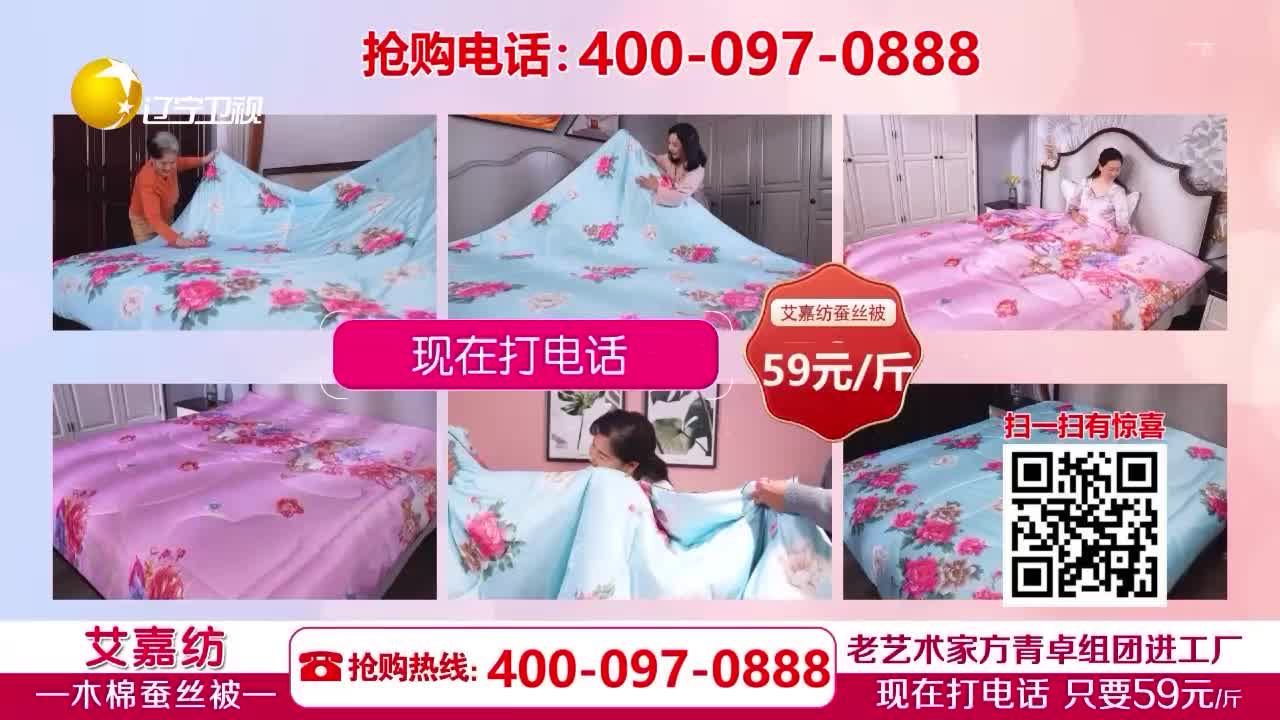 抢购电话：400-097-0888
辽宁卫视
艾嘉纺蚕丝被
59元/斤
现在打电话
扫一扫有惊喜
艾嘉纺
—木棉蚕丝被—
抢购热线：400-097-0888
老艺术家方青卓组团进工厂
现在打电话 只要59元/斤